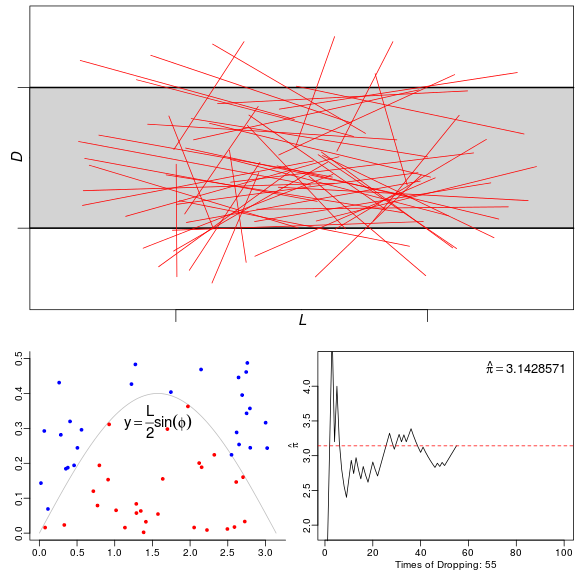 D
L
0.5
0.4
0.3
0.2
0.1
0.0
y = L/2 sin(ϕ)
0.0 0.5 1.0 1.5 2.0 2.5 3.0
π̂ = 3.1428571
4.0
3.5
3.0
2.5
2.0
π̂
0 20 40 60 80 100
Times of Dropping: 55